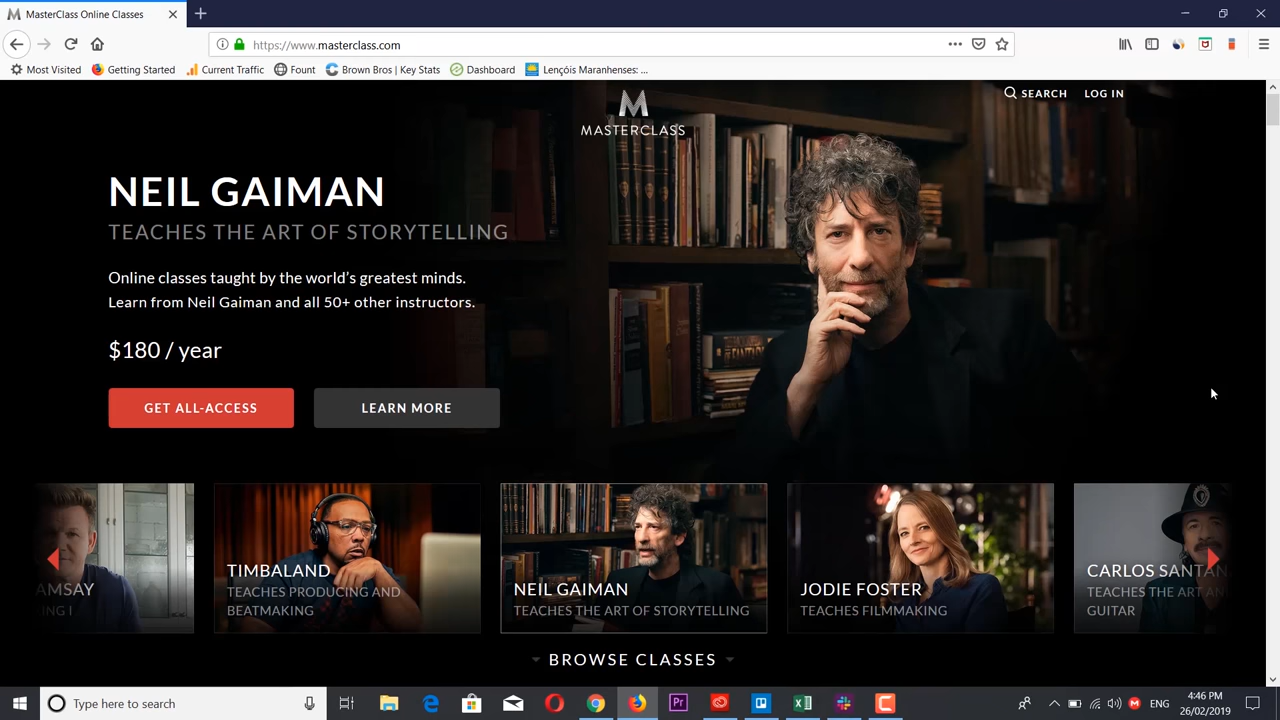 MasterClass Online Classes
https://www.masterclass.com
Most Visited
Getting Started
Current Traffic
Fount
Brown Bros | Key Stats
Dashboard
Lençóis Maranhenses: ...
MASTERCLASS
SEARCH
LOG IN
NEIL GAIMAN
TEACHES THE ART OF STORYTELLING
Online classes taught by the world's greatest minds.
Learn from Neil Gaiman and all 50+ other instructors.
$180 / year
GET ALL-ACCESS
LEARN MORE
AMSAY
NG I
TIMBALAND
TEACHES PRODUCING AND
BEATMAKING
NEIL GAIMAN
TEACHES THE ART OF STORYTELLING
JODIE FOSTER
TEACHES FILMMAKING
CARLOS SANTAN
TEACHES THE ART AN
GUITAR
BROWSE CLASSES
Type here to search
Pr
ENG
4:46 PM
26/02/2019